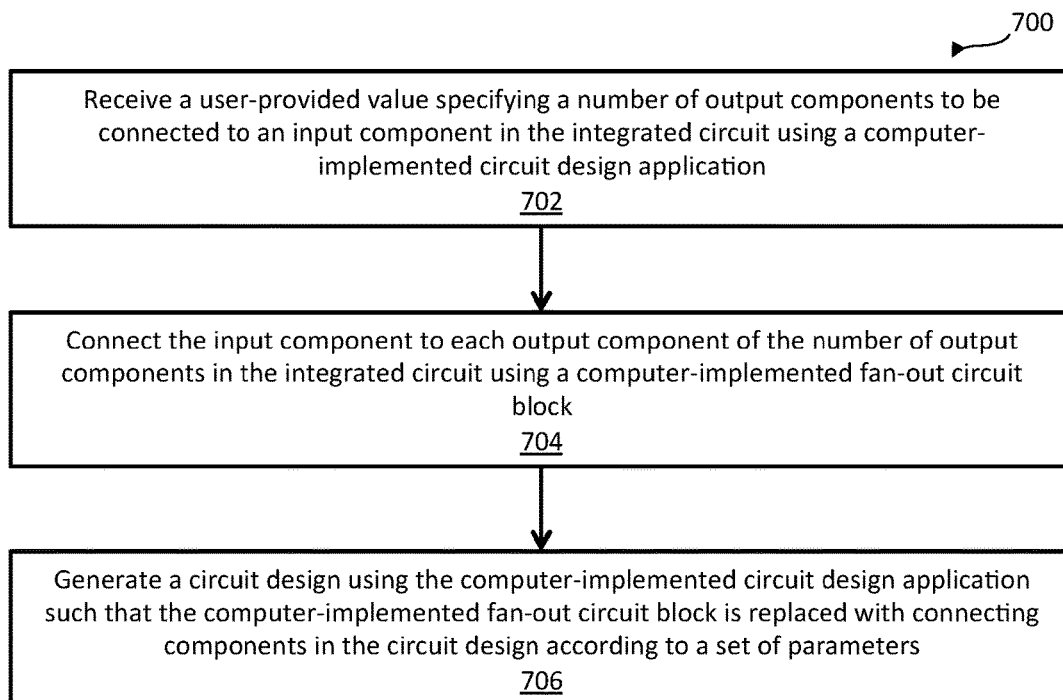 700
Receive a user-provided value specifying a number of output components to be
connected to an input component in the integrated circuit using a computer-
implemented circuit design application
702
Connect the input component to each output component of the number of output
components in the integrated circuit using a computer-implemented fan-out circuit
block
704
Generate a circuit design using the computer-implemented circuit design application
such that the computer-implemented fan-out circuit block is replaced with connecting
components in the circuit design according to a set of parameters
706